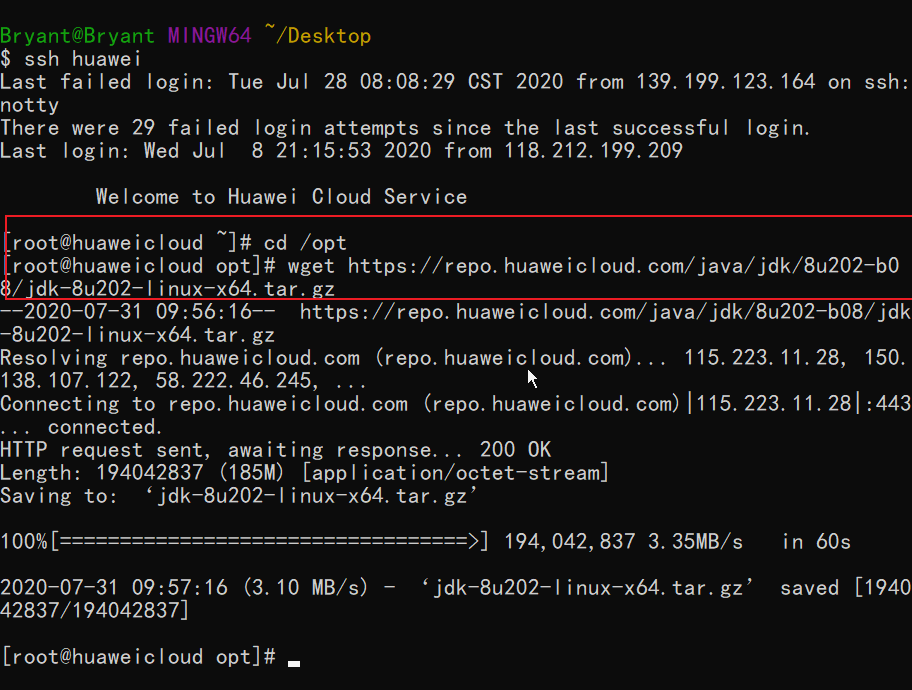 Bryant@Bryant MINGW64 ~/Desktop
$ ssh huawei
Last failed login: Tue Jul 28 08:08:29 CST 2020 from 139.199.123.164 on ssh:
notty
There were 29 failed login attempts since the last successful login.
Last login: Wed Jul  8 21:15:53 2020 from 118.212.199.209
Welcome to Huawei Cloud Service
[root@huaweicloud ~]# cd /opt
[root@huaweicloud opt]# wget https://repo.huaweicloud.com/java/jdk/8u202-b0
8/jdk-8u202-linux-x64.tar.gz
--2020-07-31 09:56:16--  https://repo.huaweicloud.com/java/jdk/8u202-b08/jdk
-8u202-linux-x64.tar.gz
Resolving repo.huaweicloud.com (repo.huaweicloud.com)... 115.223.11.28, 150.
138.107.122, 58.222.46.245, ...
Connecting to repo.huaweicloud.com (repo.huaweicloud.com)|115.223.11.28|:443
... connected.
HTTP request sent, awaiting response... 200 OK
Length: 194042837 (185M) [application/octet-stream]
Saving to: ‘jdk-8u202-linux-x64.tar.gz’
100%[==================================>] 194,042,837 3.35MB/s   in 60s
2020-07-31 09:57:16 (3.10 MB/s) - ‘jdk-8u202-linux-x64.tar.gz’ saved [1940
42837/194042837]
[root@huaweicloud opt]#